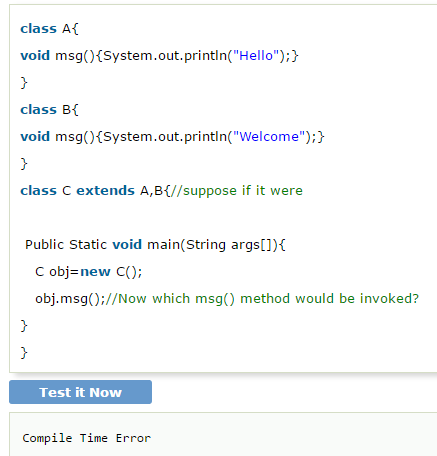 class A{
void msg(){System.out.println("Hello");}
}
class B{
void msg(){System.out.println("Welcome");}
}
class C extends A,B{//suppose if it were
Public Static void main(String args[]){
C obj=new C();
obj.msg();//Now which msg() method would be invoked?
}
}
Test it Now
Compile Time Error